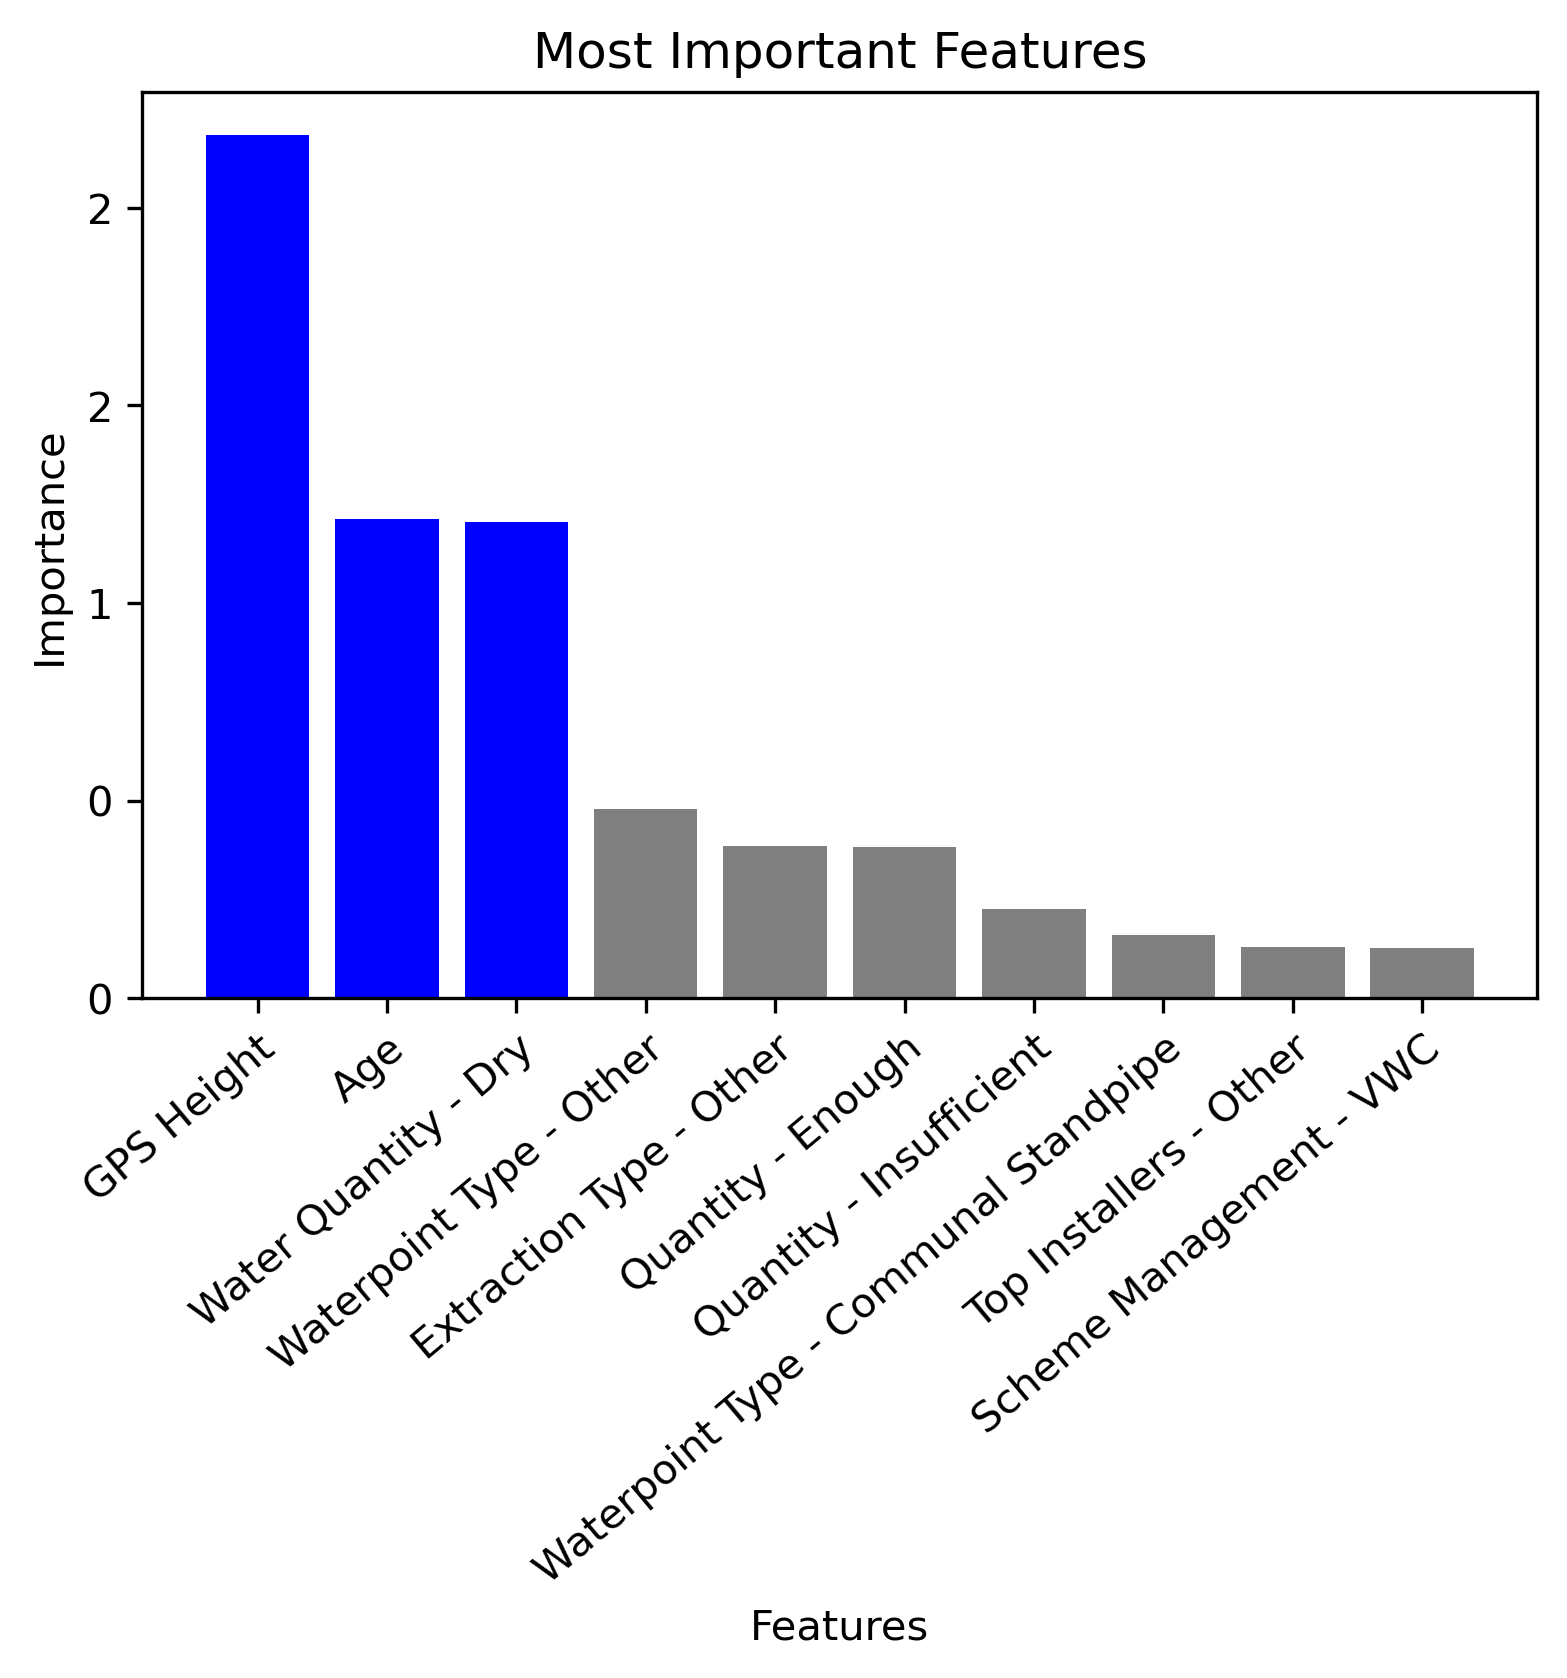 Most Important Features
Importance
2
2
1
0
0
GPS Height
Age
Water Quantity - Dry
Waterpoint Type - Other
Extraction Type - Other
Quantity - Enough
Quantity - Insufficient
Waterpoint Type - Communal Standpipe
Top Installers - Other
Scheme Management - VWC
Features